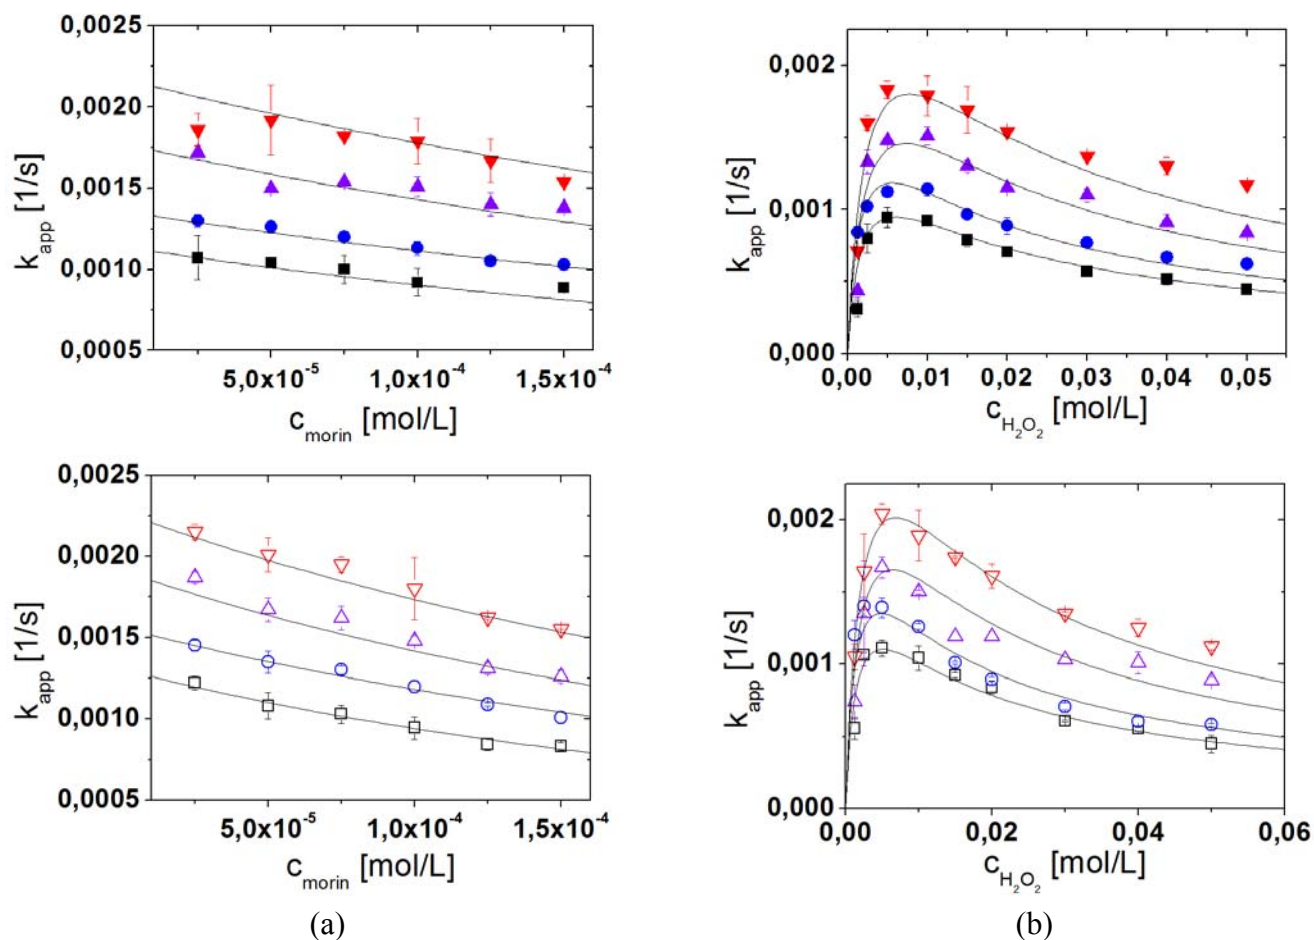 0,0025
0,0020
0,0015
0,0010
0,0005
k_app [1/s]
5,0x10⁻⁵ 1,0x10⁻⁴ 1,5x10⁻⁴
c_morin [mol/L]
0,002
0,001
0,000
k_app [1/s]
0,00 0,01 0,02 0,03 0,04 0,05
c_H₂O₂ [mol/L]
0,0025
0,0020
0,0015
0,0010
0,0005
k_app [1/s]
5,0x10⁻⁵ 1,0x10⁻⁴ 1,5x10⁻⁴
c_morin [mol/L]
0,002
0,001
0,000
k_app [1/s]
0,00 0,02 0,04 0,06
c_H₂O₂ [mol/L]
(a) (b)